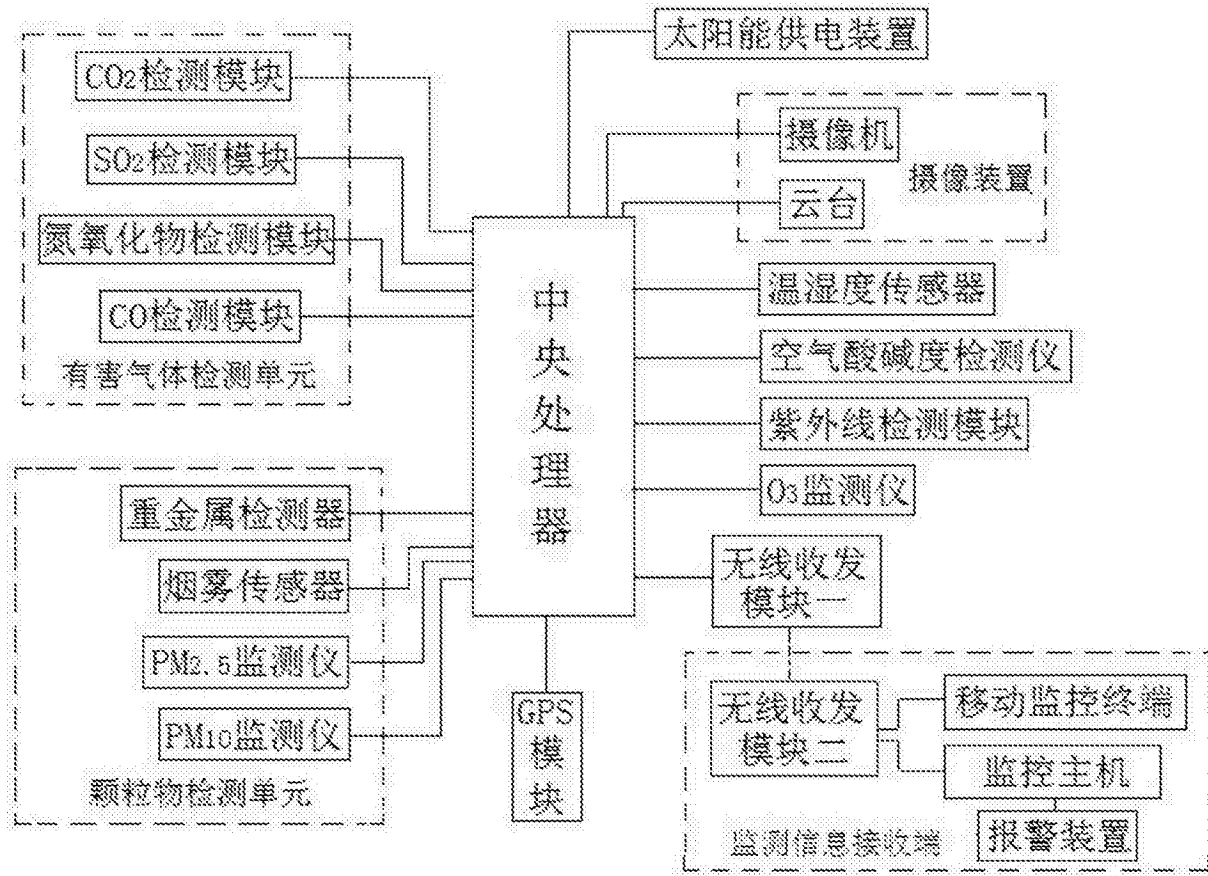 太阳能供电装置
CO2检测模块
SO2检测模块
氮氧化物检测模块
CO检测模块
有害气体检测单元
摄像机
摄像装置
云台
中央处理器
温湿度传感器
空气酸碱度检测仪
紫外线检测模块
O3监测仪
重金属检测器
烟雾传感器
PM2.5监测仪
PM10监测仪
颗粒物检测单元
GPS
模
块
无线收发
模块一
无线收发
模块二
移动监控终端
监控主机
报警装置
监测信息接收端